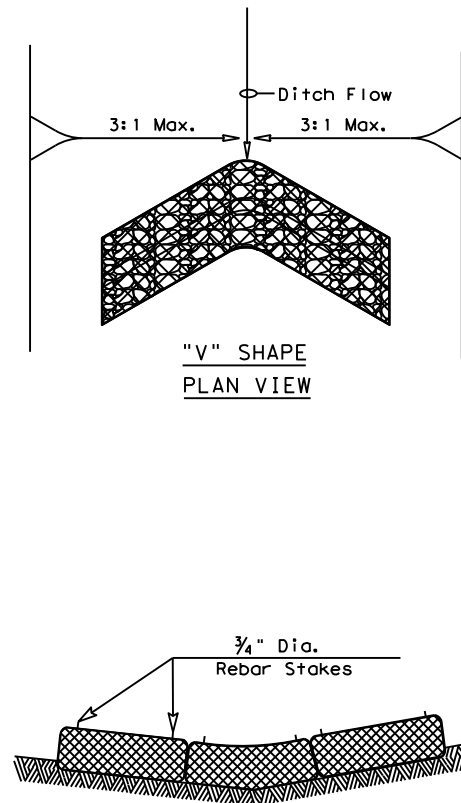 Ditch Flow
3:1 Max. 3:1 Max.
"V" SHAPE
PLAN VIEW
¾" Dia.
Rebar Stakes